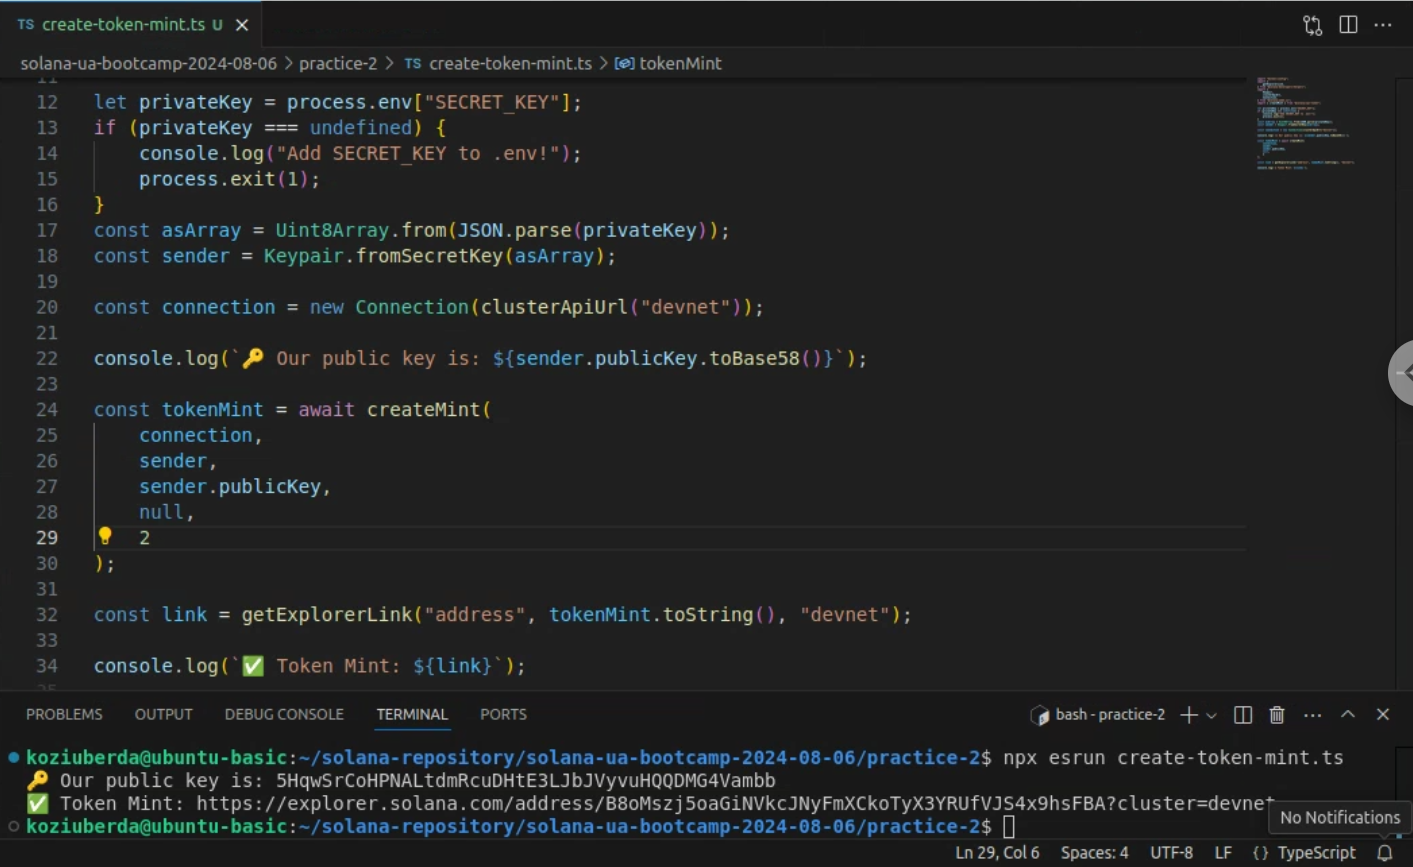 TS create-token-mint.ts U
solana-ua-bootcamp-2024-08-06 > practice-2 > TS create-token-mint.ts > tokenMint
11
12 let privateKey = process.env["SECRET_KEY"];
13 if (privateKey === undefined) {
14 console.log("Add SECRET_KEY to .env!");
15 process.exit(1);
16 }
17 const asArray = Uint8Array.from(JSON.parse(privateKey));
18 const sender = Keypair.fromSecretKey(asArray);
19
20 const connection = new Connection(clusterApiUrl("devnet"));
21
22 console.log(`🔑 Our public key is: ${sender.publicKey.toBase58()}`);
23
24 const tokenMint = await createMint(
25 connection,
26 sender,
27 sender.publicKey,
28 null,
29 2
30 );
31
32 const link = getExplorerLink("address", tokenMint.toString(), "devnet");
33
34 console.log(`✅ Token Mint: ${link}`);
35
PROBLEMS OUTPUT DEBUG CONSOLE TERMINAL PORTS bash - practice-2
koziuberda@ubuntu-basic:~/solana-repository/solana-ua-bootcamp-2024-08-06/practice-2$ npx esrun create-token-mint.ts
🔑 Our public key is: 5HqwSrCoHPNALtdmRcuDHtE3LJbJVyvuHQQDMG4Vambb
✅ Token Mint: https://explorer.solana.com/address/B8oMszj5oaGiNVkcJNyFmXCkoTyX3YRUfVJS4x9hsFBA?cluster=devnet
koziuberda@ubuntu-basic:~/solana-repository/solana-ua-bootcamp-2024-08-06/practice-2$
No Notifications
Ln 29, Col 6 Spaces: 4 UTF-8 LF {} TypeScript